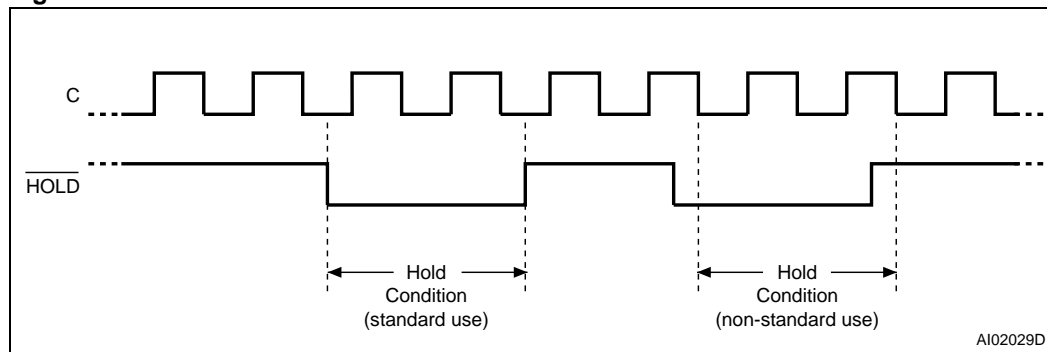 C
HOLD
Hold
Condition
(standard use)
Hold
Condition
(non-standard use)
AI02029D